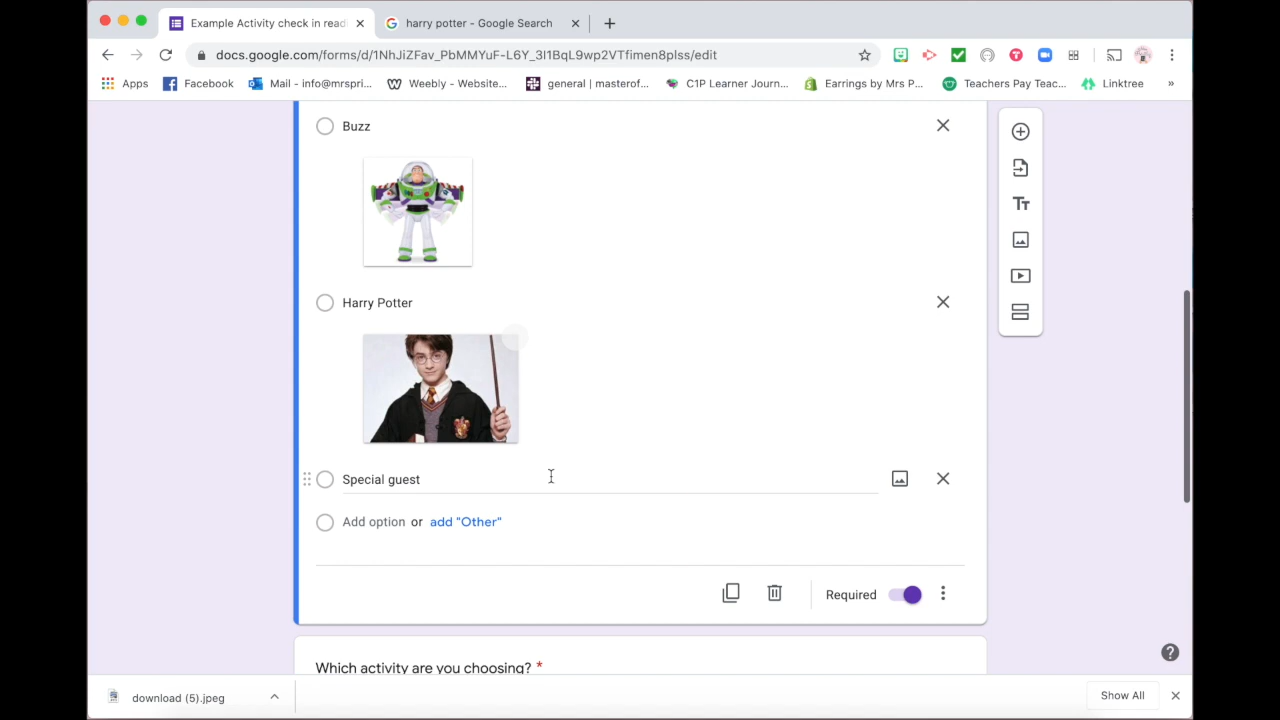 Example Activity check in readi
harry potter - Google Search
docs.google.com/forms/d/1NhJiZFav_PbMMYuF-L6Y_3I1BqL9wp2VTfimen8plss/edit
Apps
Facebook
Mail - info@mrspri...
Weebly - Website...
general | masterof...
C1P Learner Journ...
Earrings by Mrs P...
Teachers Pay Teac...
Linktree
»
Buzz
Harry Potter
Special guest
Add option or add "Other"
Required
Which activity are you choosing? *
download (5).jpeg
Show All